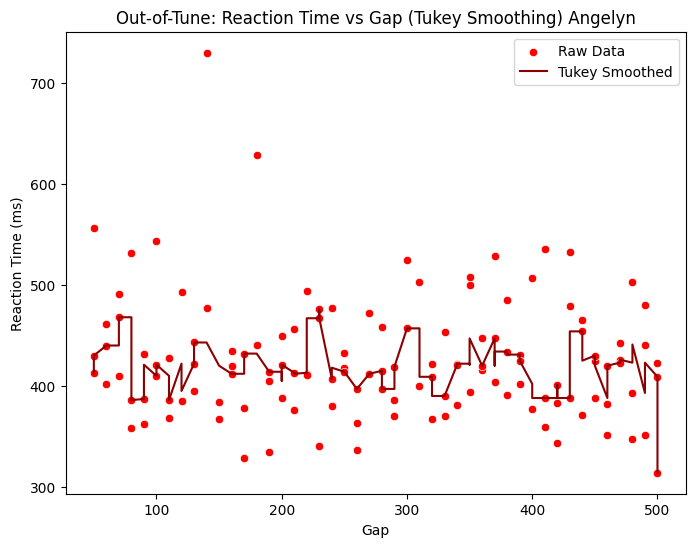 Out-of-Tune: Reaction Time vs Gap (Tukey Smoothing) Angelyn
Raw Data
Tukey Smoothed
Reaction Time (ms)
700
600
500
400
300
100
200
300
400
500
Gap